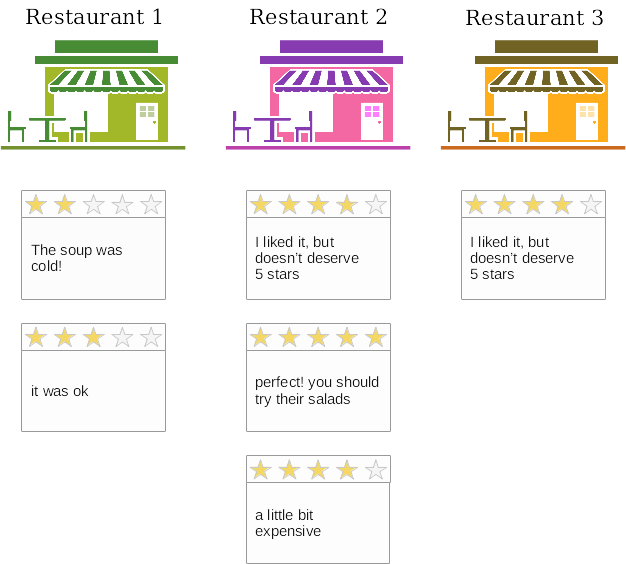 Restaurant 1
Restaurant 2
Restaurant 3
The soup was
cold!
I liked it, but
doesn’t deserve
5 stars
I liked it, but
doesn’t deserve
5 stars
it was ok
perfect! you should
try their salads
a little bit
expensive